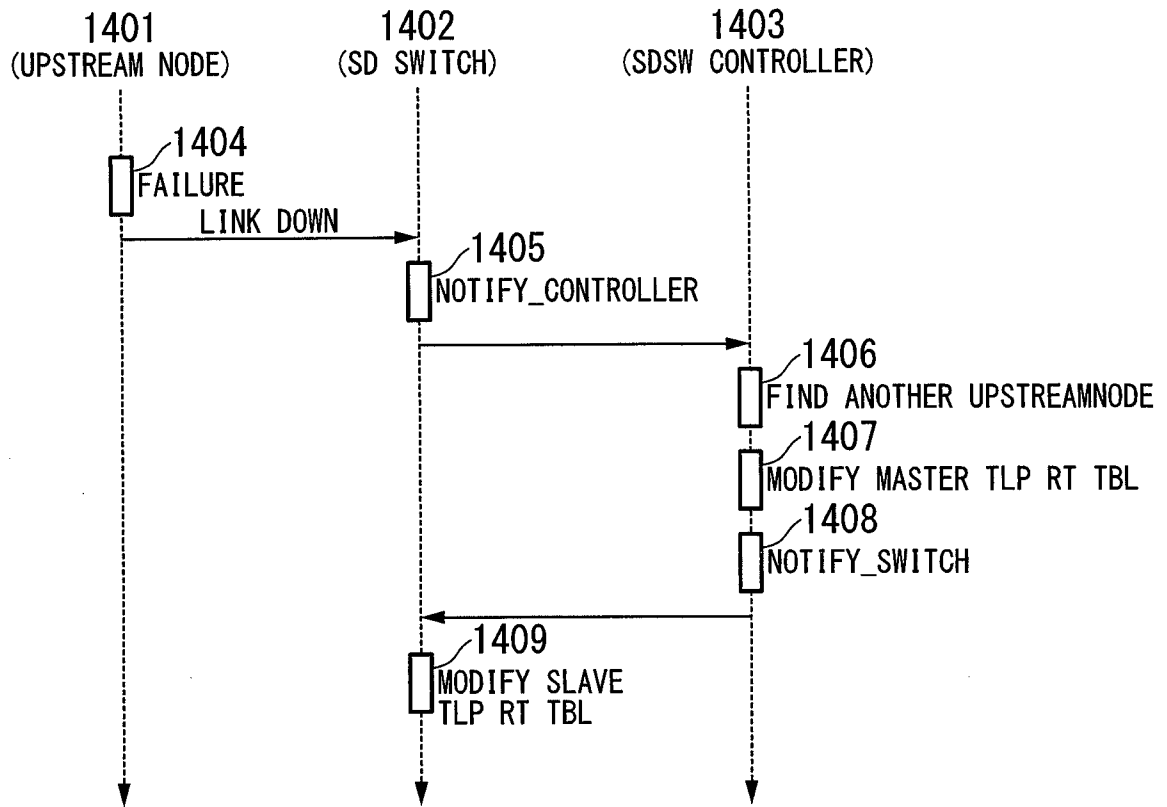 1401
(UPSTREAM NODE)
1402
(SD SWITCH)
1403
(SDSW CONTROLLER)
1404
FAILURE
LINK DOWN
1405
NOTIFY_CONTROLLER
1406
FIND ANOTHER UPSTREAMNODE
1407
MODIFY MASTER TLP RT TBL
1408
NOTIFY_SWITCH
1409
MODIFY SLAVE
TLP RT TBL